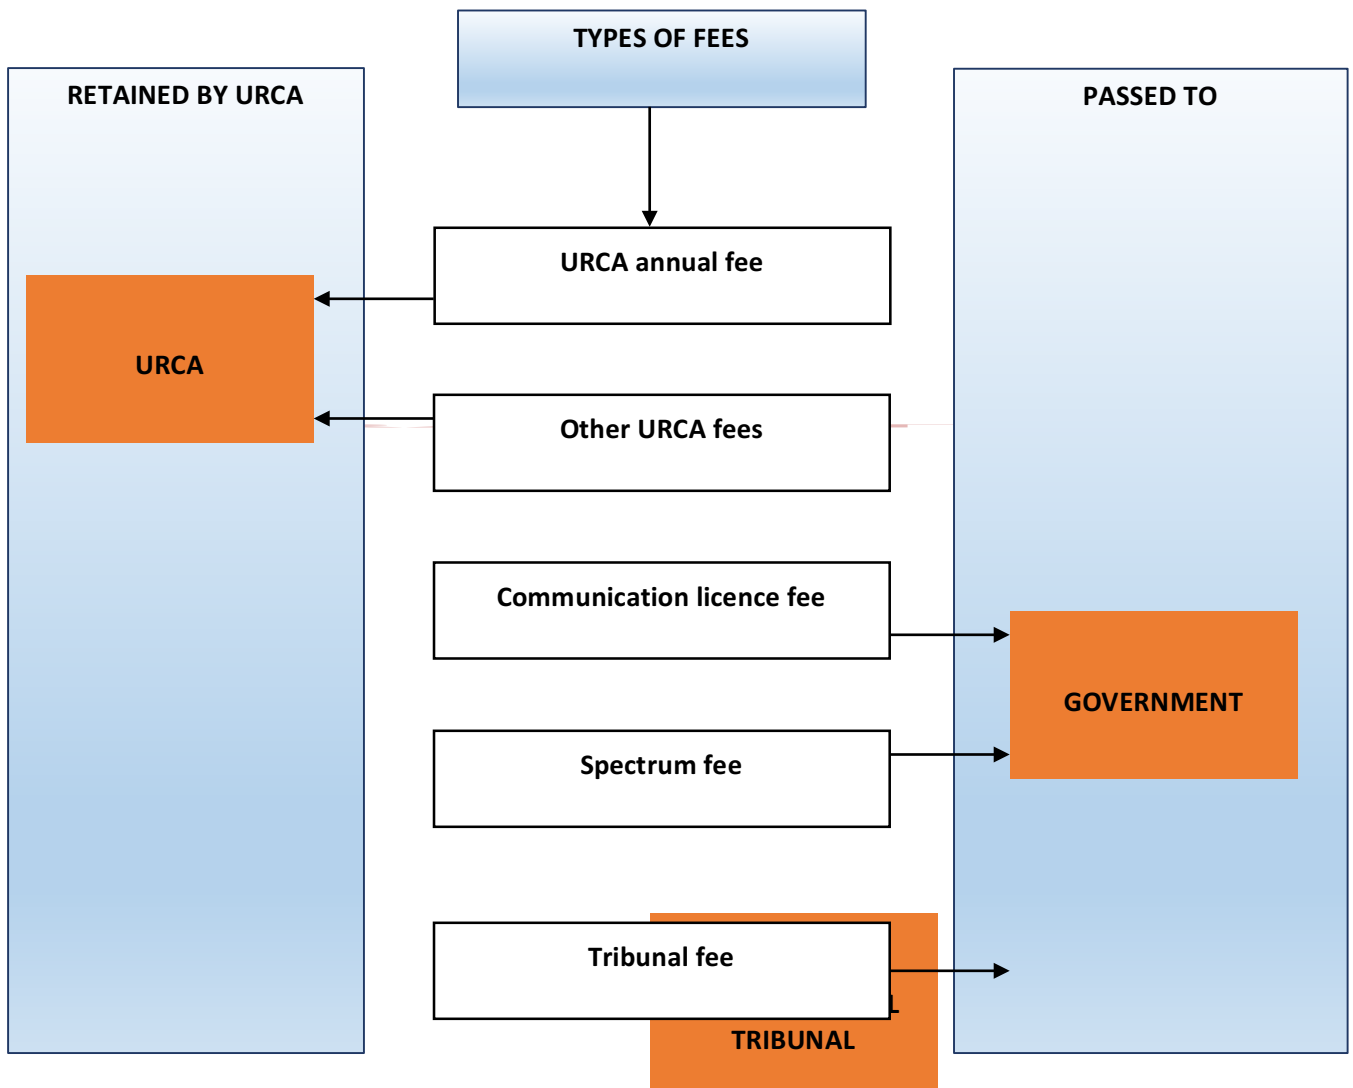 TYPES OF FEES
RETAINED BY URCA
PASSED TO
URCA annual fee
URCA
Other URCA fees
Communication licence fee
GOVERNMENT
Spectrum fee
Tribunal fee
TRIBUNAL